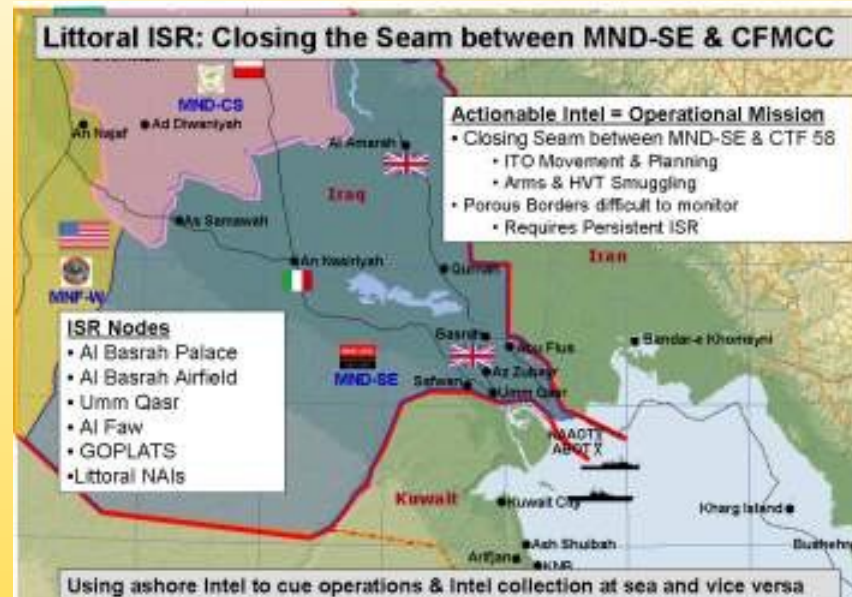 Littoral ISR: Closing the Seam between MND-SE & CFMCC
MND-CS
An Najaf
Ad Diwaniyah
Actionable Intel = Operational Mission
• Closing Seam between MND-SE & CTF 58
• ITO Movement & Planning
• Arms & HVT Smuggling
• Porous Borders difficult to monitor
• Requires Persistent ISR
Al Amarah
Iraq
As Samawah
Iran
An Nasiriyah
Qurnah
MNF-W
ISR Nodes
• Al Basrah Palace
• Al Basrah Airfield
• Umm Qasr
• Al Faw
• GOPLATS
•Littoral NAIs
Basrah
Abu Flus
Bandar-e Khomayni
MND-SE
Az Zubayr
Safwan
Umm Qasr
KAAOT
ABOT X
Kuwait
Kuwait City
Kharg Island
Ash Shuibah
Bushehr
Arifjan
KNB
Using ashore Intel to cue operations & Intel collection at sea and vice versa